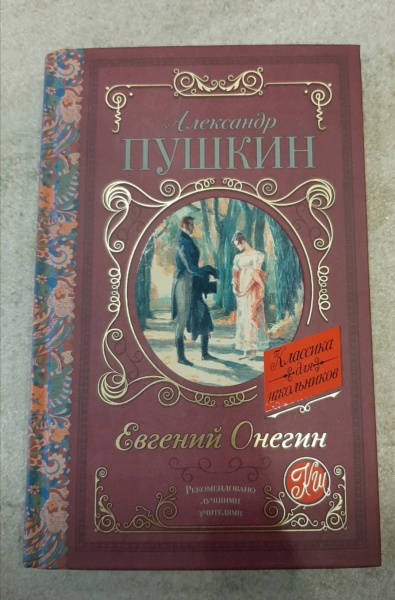 Александр
ПУШКИН
Классика
для
школьников
Евгений Онегин
Рекомендовано
лучшими
учителями
КШ